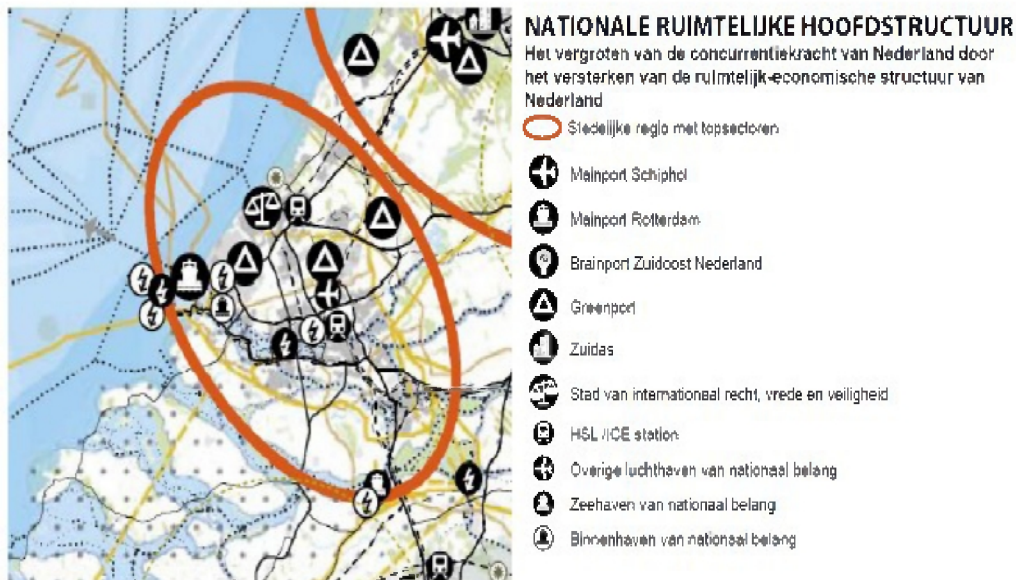 NATIONALE RUIMTELIJKE HOOFDSTRUCTUUR
Het vergroten van de concurrentiekracht van Nederland door
het versterken van de ruimtelijk-economische structuur van
Nederland
Stedelijke regio met topsectoren
Mainport Schiphol
Mainport Rotterdam
Brainport Zuidoost Nederland
Greenport
Zuidas
Stad van internationaal recht, vrede en veiligheid
HSL /ICE station
Overige luchthaven van nationaal belang
Zeehaven van nationaal belang
Binnenhaven van nationaal belang